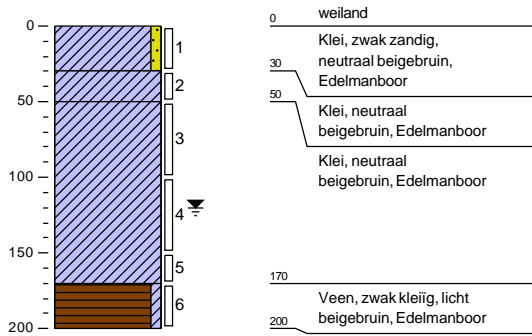 0
50
100
150
200
1
2
3
4
5
6
0
weiland
Klei, zwak zandig,
neutraal beigebruin,
Edelmanboor
30
Klei, neutraal
beigebruin, Edelmanboor
50
Klei, neutraal
beigebruin, Edelmanboor
170
Veen, zwak kleiïg, licht
beigebruin, Edelmanboor
200